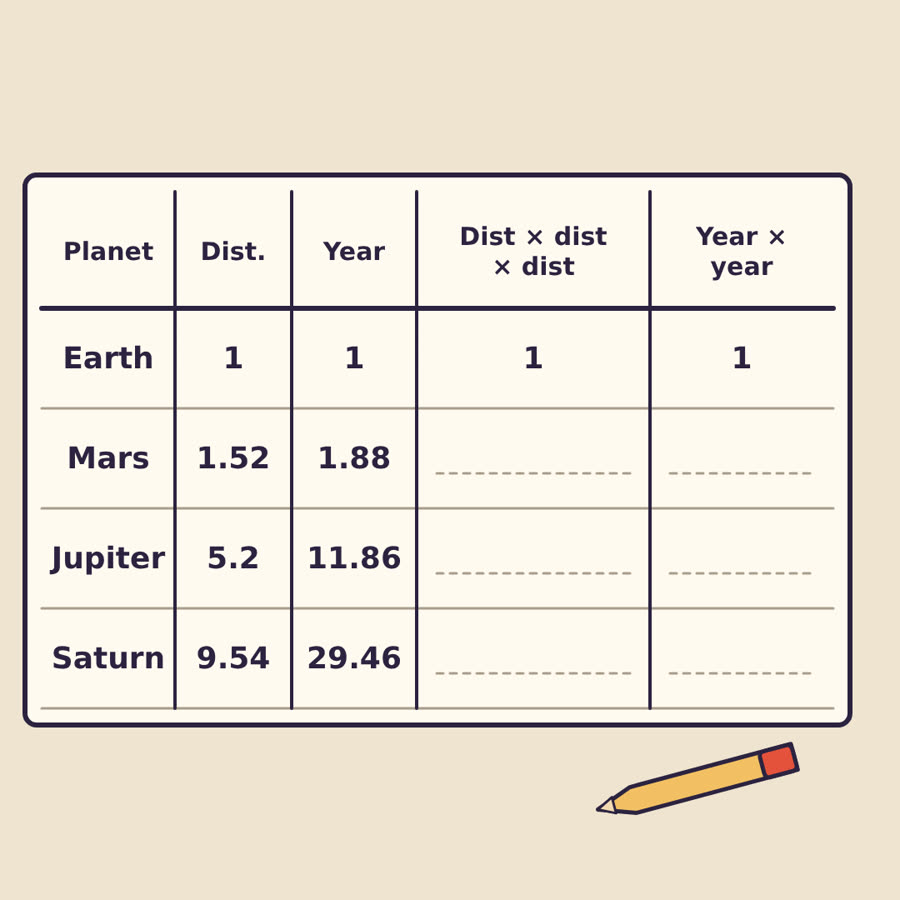 Planet Dist. Year Dist × dist × dist Year × year
Earth 1 1 1 1
Mars 1.52 1.88
Jupiter 5.2 11.86
Saturn 9.54 29.46